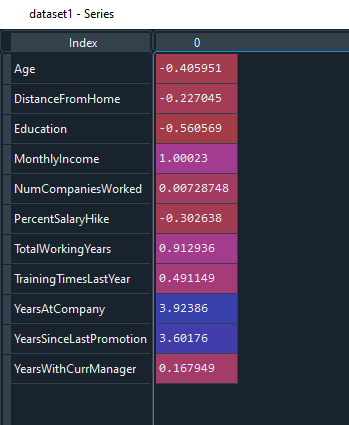 dataset1 - Series
Index 0
Age -0.405951
DistanceFromHome -0.227045
Education -0.560569
MonthlyIncome 1.00023
NumCompaniesWorked 0.00728748
PercentSalaryHike -0.302638
TotalWorkingYears 0.912936
TrainingTimesLastYear 0.491149
YearsAtCompany 3.92386
YearsSinceLastPromotion 3.60176
YearsWithCurrManager 0.167949